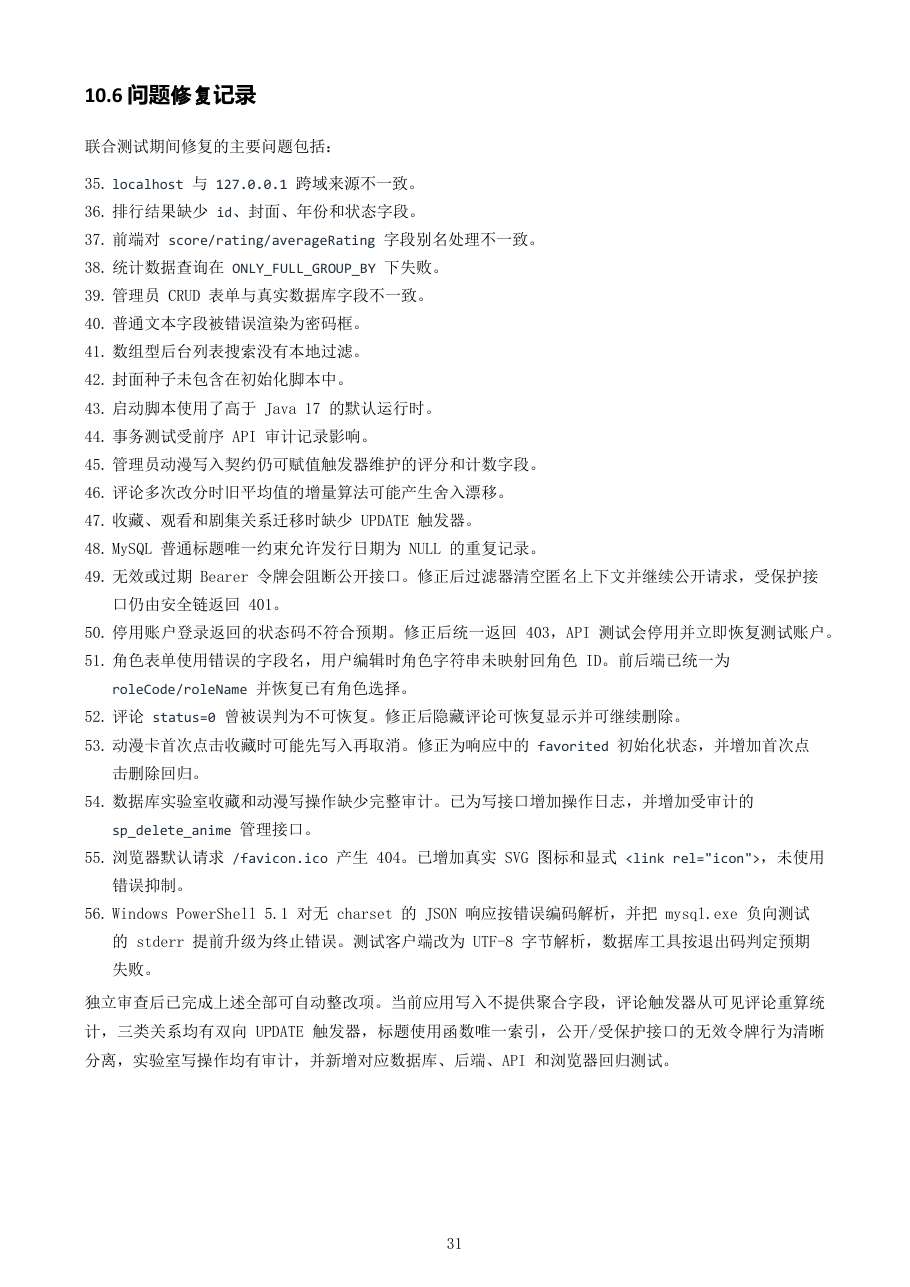 10.6 问题修复记录
联合测试期间修复的主要问题包括：
35. localhost 与 127.0.0.1 跨域来源不一致。
36. 排行结果缺少 id、封面、年份和状态字段。
37. 前端对 score/rating/averageRating 字段别名处理不一致。
38. 统计数据查询在 ONLY_FULL_GROUP_BY 下失败。
39. 管理员 CRUD 表单与真实数据库字段不一致。
40. 普通文本字段被错误渲染为密码框。
41. 数组型后台列表搜索没有本地过滤。
42. 封面种子未包含在初始化脚本中。
43. 启动脚本使用了高于 Java 17 的默认运行时。
44. 事务测试受前序 API 审计记录影响。
45. 管理员动漫写入契约仍可赋值触发器维护的评分和计数字段。
46. 评论多次改分时旧平均值的增量算法可能产生舍入漂移。
47. 收藏、观看和剧集关系迁移时缺少 UPDATE 触发器。
48. MySQL 普通标题唯一约束允许发行日期为 NULL 的重复记录。
49. 无效或过期 Bearer 令牌会阻断公开接口。修正后过滤器清空匿名上下文并继续公开请求，受保护接
口仍由安全链返回 401。
50. 停用账户登录返回的状态码不符合预期。修正后统一返回 403，API 测试会停用并立即恢复测试账户。
51. 角色表单使用错误的字段名，用户编辑时角色字符串未映射回角色 ID。前后端已统一为
roleCode/roleName 并恢复已有角色选择。
52. 评论 status=0 曾被误判为不可恢复。修正后隐藏评论可恢复显示并可继续删除。
53. 动漫卡首次点击收藏时可能先写入再取消。修正为响应中的 favorited 初始化状态，并增加首次点
击删除回归。
54. 数据库实验室收藏和动漫写操作缺少完整审计。已为写接口增加操作日志，并增加受审计的
sp_delete_anime 管理接口。
55. 浏览器默认请求 /favicon.ico 产生 404。已增加真实 SVG 图标和显式 <link rel="icon">，未使用
错误抑制。
56. Windows PowerShell 5.1 对无 charset 的 JSON 响应按错误编码解析，并把 mysql.exe 负向测试
的 stderr 提前升级为终止错误。测试客户端改为 UTF-8 字节解析，数据库工具按退出码判定预期
失败。
独立审查后已完成上述全部可自动整改项。当前应用写入不提供聚合字段，评论触发器从可见评论重算统
计，三类关系均有双向 UPDATE 触发器，标题使用函数唯一索引，公开/受保护接口的无效令牌行为清晰
分离，实验室写操作均有审计，并新增对应数据库、后端、API 和浏览器回归测试。
31